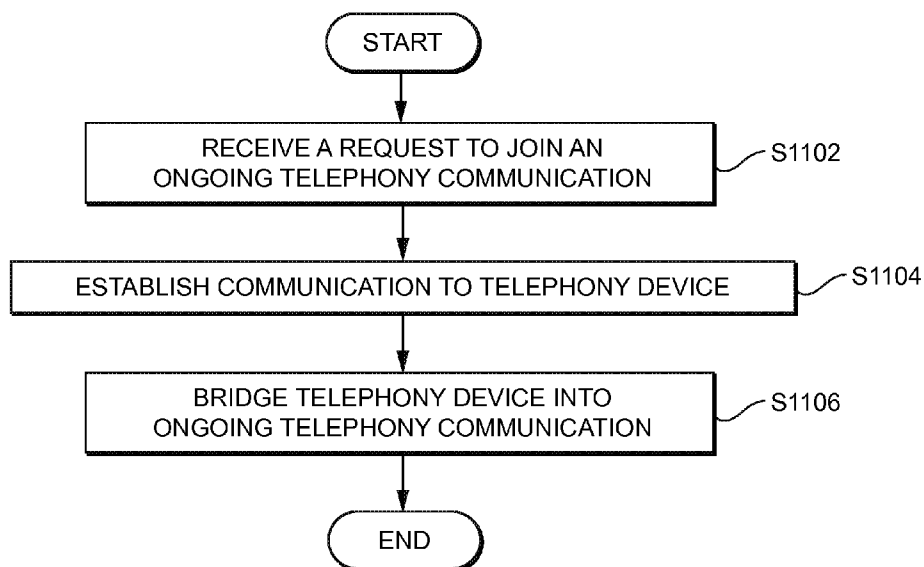 START
RECEIVE A REQUEST TO JOIN AN
ONGOING TELEPHONY COMMUNICATION
S1102
ESTABLISH COMMUNICATION TO TELEPHONY DEVICE
S1104
BRIDGE TELEPHONY DEVICE INTO
ONGOING TELEPHONY COMMUNICATION
S1106
END